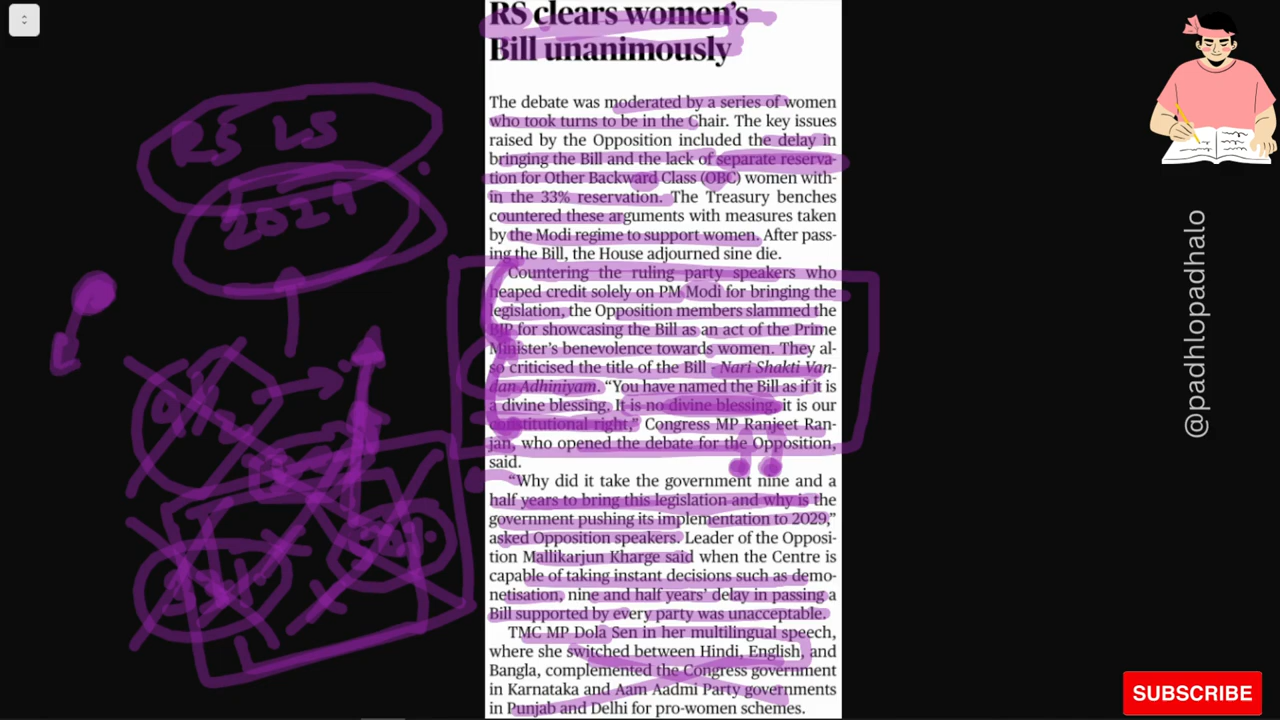 RS clears women's
Bill unanimously
The debate was moderated by a series of women
who took turns to be in the Chair. The key issues
raised by the Opposition included the delay in
bringing the Bill and the lack of separate reserva-
tion for Other Backward Class (OBC) women with-
in the 33% reservation. The Treasury benches
countered these arguments with measures taken
by the Modi regime to support women. After pass-
ing the Bill, the House adjourned sine die.
Countering the ruling party speakers who
heaped credit solely on PM Modi for bringing the
legislation, the Opposition members slammed the
BJP for showcasing the Bill as an act of the Prime
Minister's benevolence towards women. They al-
so criticised the title of the Bill - Nari Shakti Van-
dan Adhiniyam. “You have named the Bill as if it is
a divine blessing. It is no divine blessing, it is our
constitutional right,” Congress MP Ranjeet Ran-
jan, who opened the debate for the Opposition,
said.
“Why did it take the government nine and a
half years to bring this legislation and why is the
government pushing its implementation to 2029,”
asked Opposition speakers. Leader of the Opposi-
tion Mallikarjun Kharge said when the Centre is
capable of taking instant decisions such as demo-
netisation, nine and half years' delay in passing a
Bill supported by every party was unacceptable.
TMC MP Dola Sen in her multilingual speech,
where she switched between Hindi, English, and
Bangla, complemented the Congress government
in Karnataka and Aam Aadmi Party governments
in Punjab and Delhi for pro-women schemes.
RS LS
2029
@padhlopadhalo
SUBSCRIBE